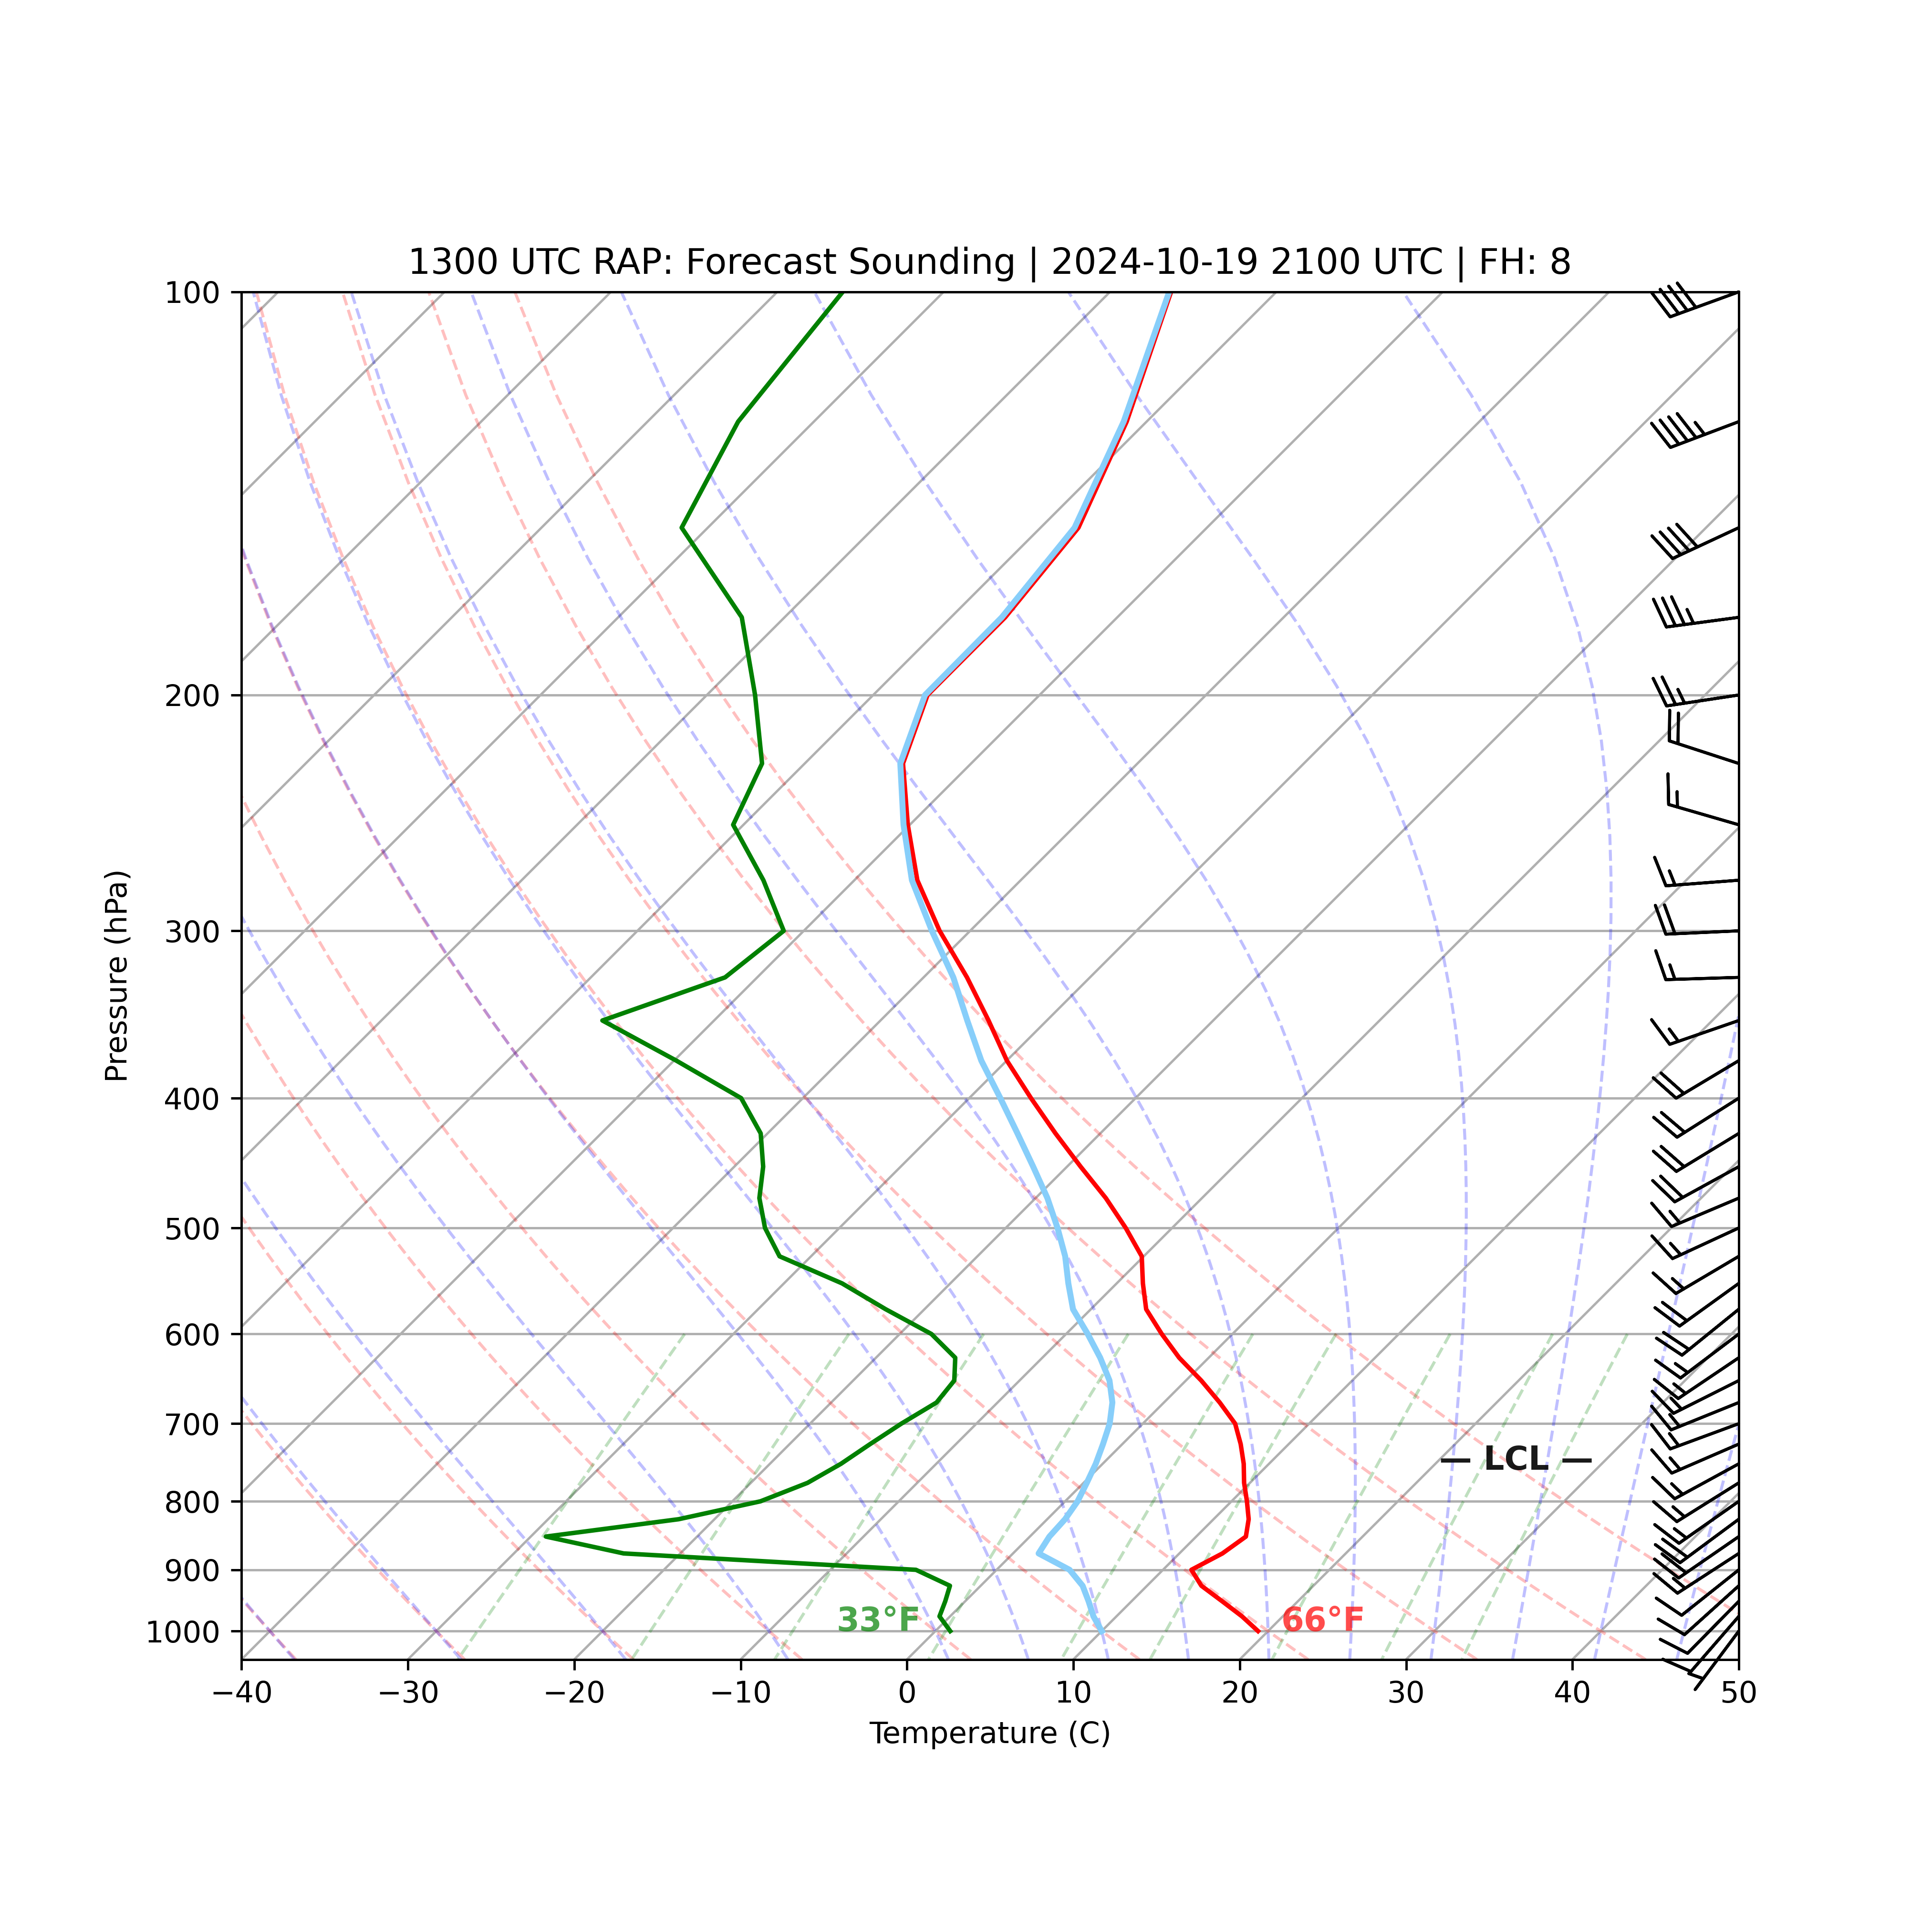 1300 UTC RAP: Forecast Sounding | 2024-10-19 2100 UTC | FH: 8
100
200
300
400
500
600
700
800
900
1000
Pressure (hPa)
— LCL —
33°F
66°F
−40 −30 −20 −10 0 10 20 30 40 50
Temperature (C)